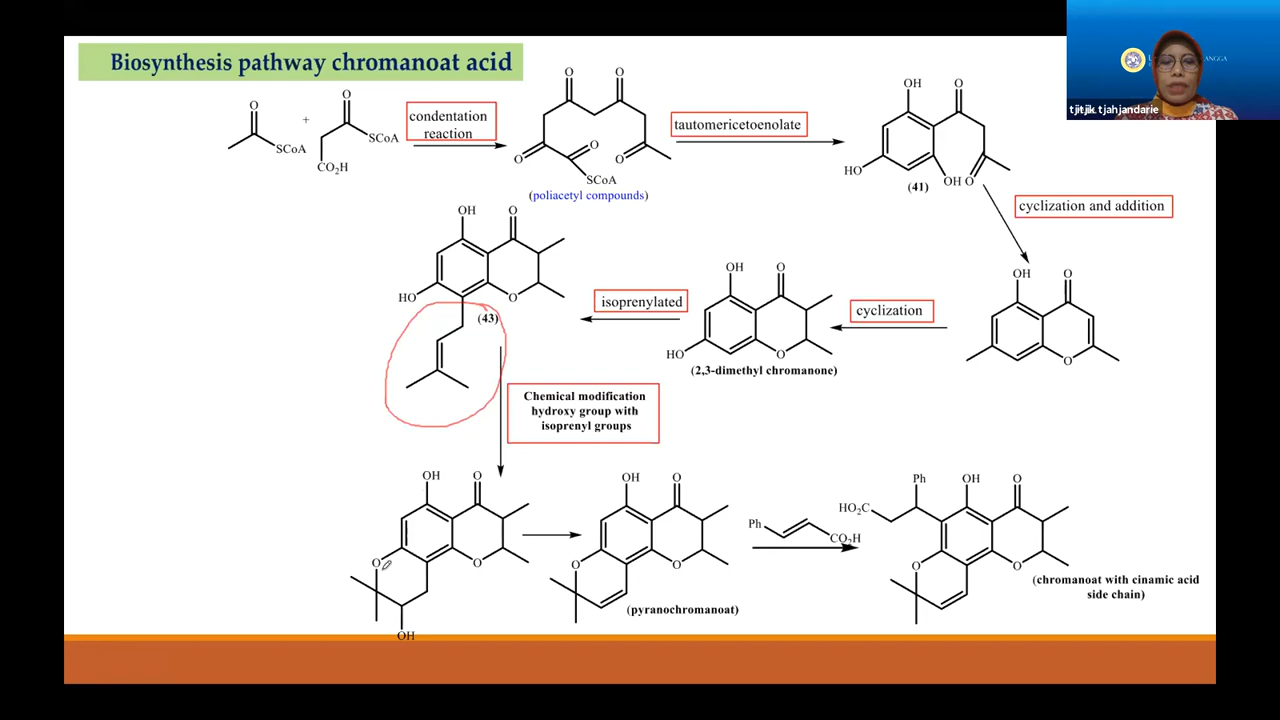 Biosynthesis pathway chromanoat acid
O
SCoA
+
O
SCoA
CO₂H
condentation
reaction
O
O
O
O
O
SCoA
(poliacetyl compounds)
tautomericetoenolate
OH
O
HO
OH
O
(41)
tjitjik. tjahjandarie
cyclization and addition
OH
O
O
cyclization
OH
O
HO
O
(2,3-dimethyl chromanone)
isoprenylated
OH
O
HO
O
(43)
Chemical modification
hydroxy group with
isoprenyl groups
OH
O
O
O
OH
OH
O
O
O
(pyranochromanoat)
Ph
CO₂H
Ph
OH
O
HO₂C
O
O
(chromanoat with cinamic acid
side chain)